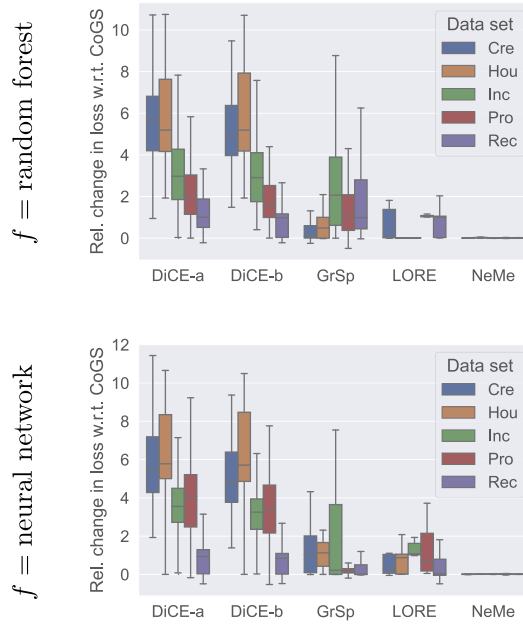 f = random forest
Rel. change in loss w.r.t. CoGS
10
8
6
4
2
0
Data set
Cre
Hou
Inc
Pro
Rec
DiCE-a DiCE-b GrSp LORE NeMe
f = neural network
Rel. change in loss w.r.t. CoGS
12
10
8
6
4
2
0
Data set
Cre
Hou
Inc
Pro
Rec
DiCE-a DiCE-b GrSp LORE NeMe